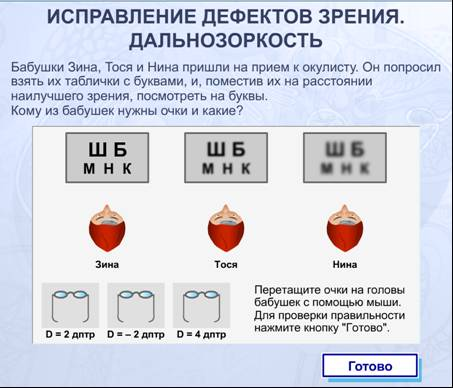 ИСПРАВЛЕНИЕ ДЕФЕКТОВ ЗРЕНИЯ.
ДАЛЬНОЗОРКОСТЬ
Бабушки Зина, Тося и Нина пришли на прием к окулисту. Он попросил
взять их таблички с буквами, и, поместив их на расстоянии
наилучшего зрения, посмотреть на буквы.
Кому из бабушек нужны очки и какие?
Ш Б Ш Б Ш Б
М Н К М Н К М Н К
Зина Тося Нина
Перетащите очки на головы
бабушек с помощью мыши.
Для проверки правильности
нажмите кнопку "Готово".
D = 2 дптр D = – 2 дптр D = 4 дптр
Готово